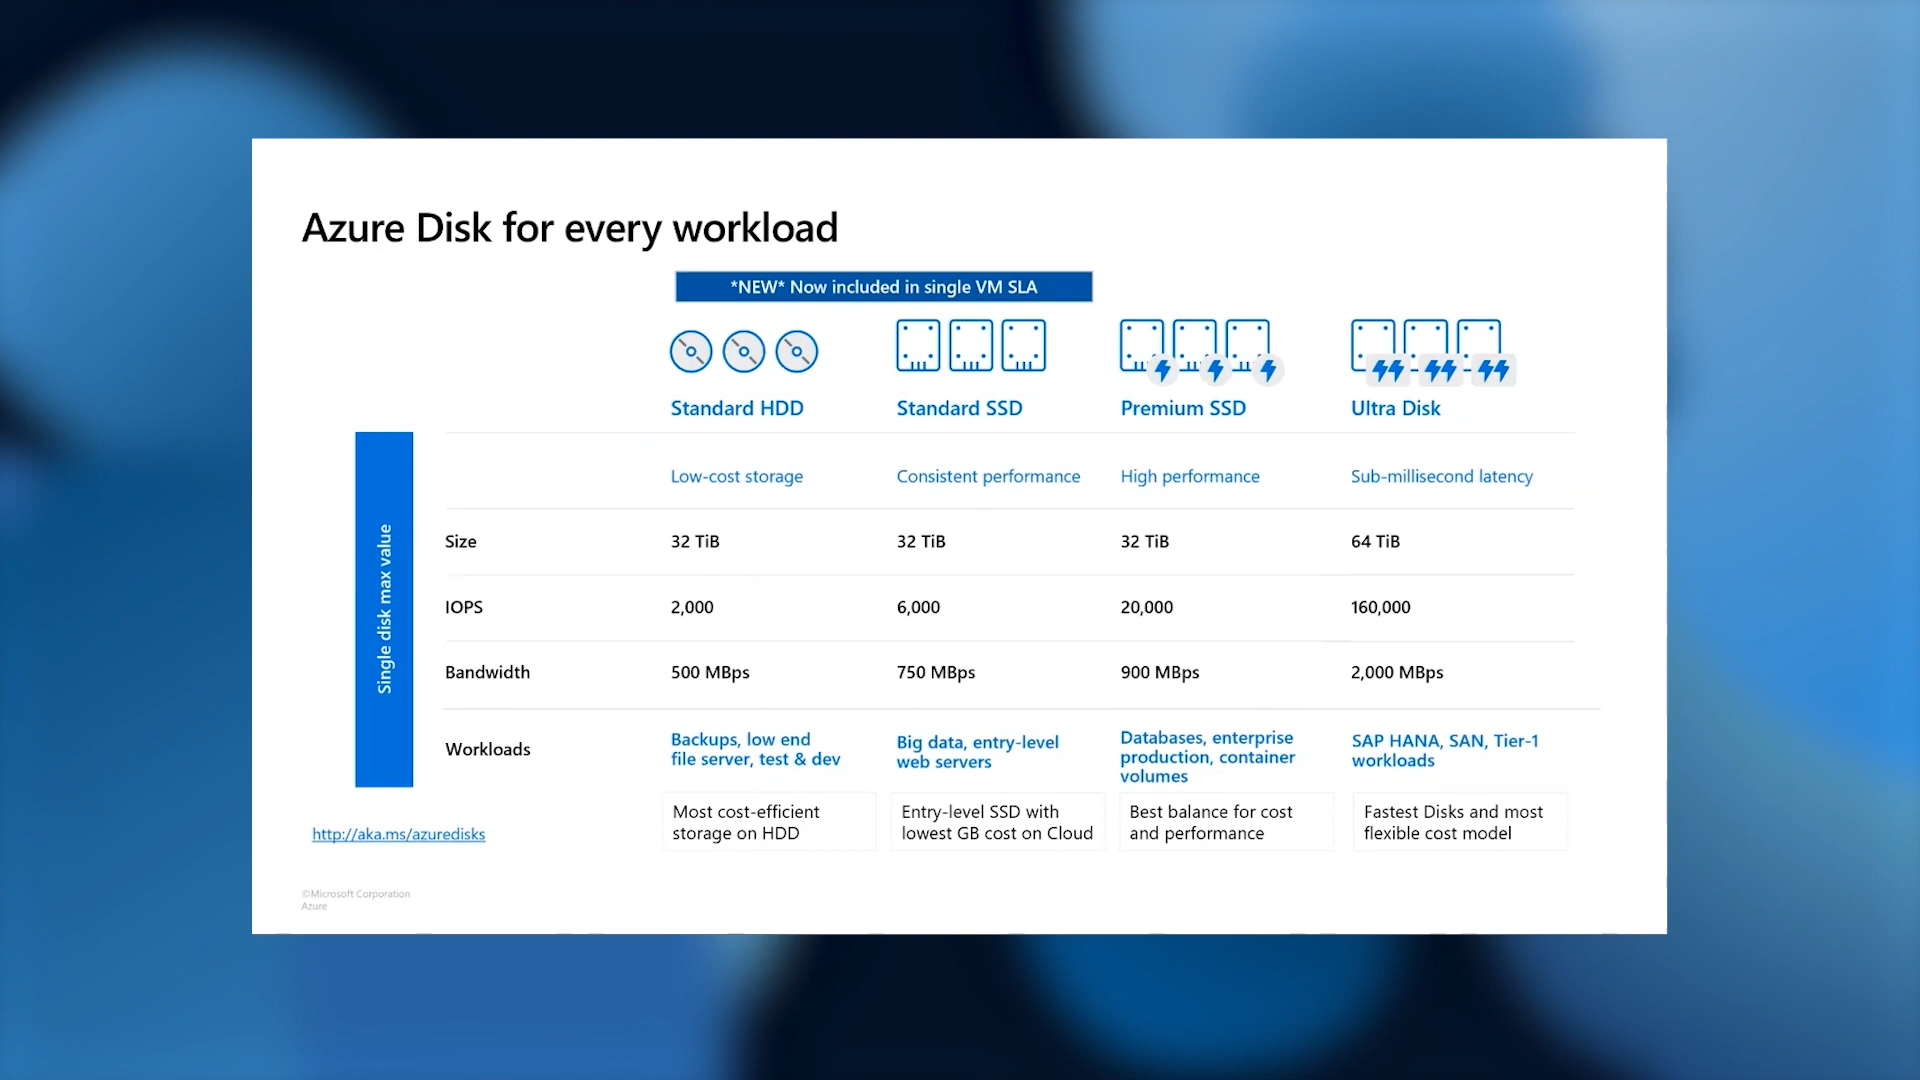 Azure Disk for every workload
*NEW* Now included in single VM SLA
Standard HDD
Standard SSD
Premium SSD
Ultra Disk
Single disk max value
Low-cost storage
Consistent performance
High performance
Sub-millisecond latency
Size
32 TiB
32 TiB
32 TiB
64 TiB
IOPS
2,000
6,000
20,000
160,000
Bandwidth
500 MBps
750 MBps
900 MBps
2,000 MBps
Workloads
Backups, low end
file server, test & dev
Big data, entry-level
web servers
Databases, enterprise
production, container
volumes
SAP HANA, SAN, Tier-1
workloads
Most cost-efficient
storage on HDD
Entry-level SSD with
lowest GB cost on Cloud
Best balance for cost
and performance
Fastest Disks and most
flexible cost model
http://aka.ms/azuredisks
©Microsoft Corporation
Azure